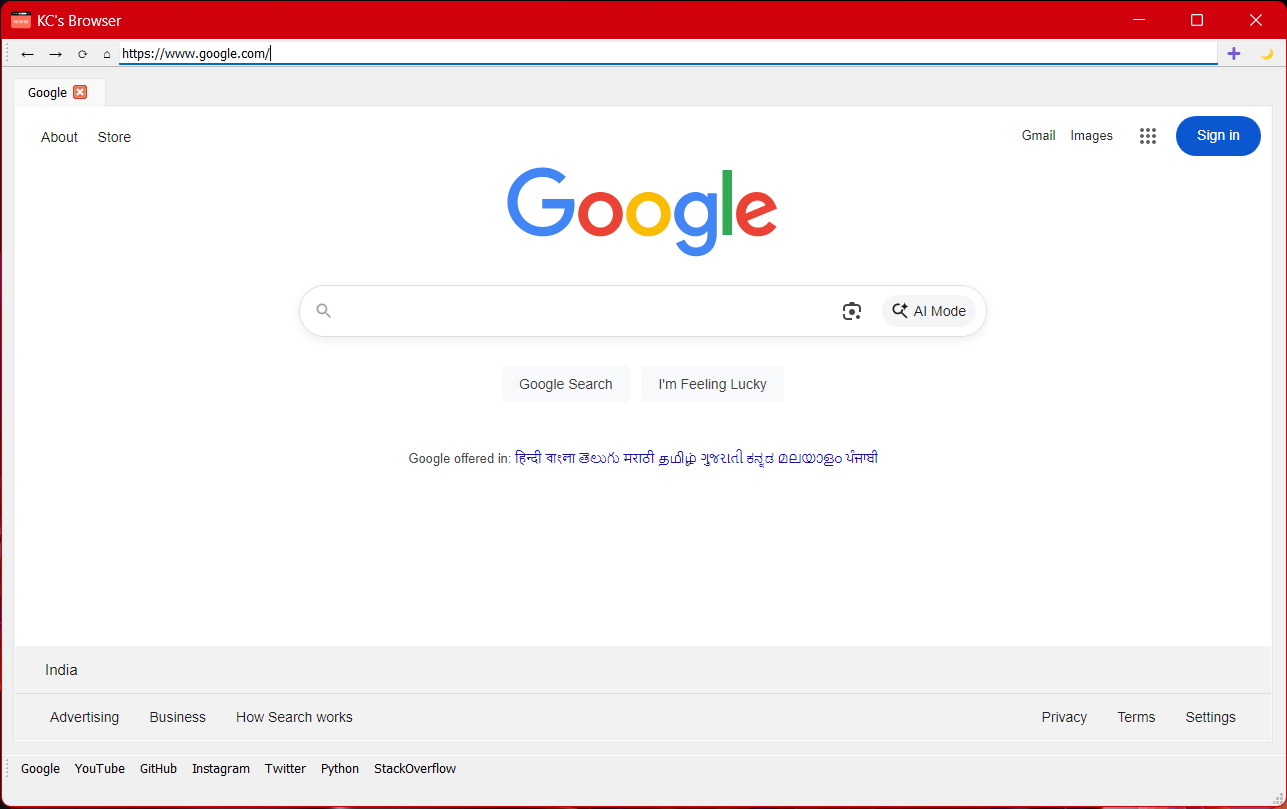 KC's Browser
https://www.google.com/
Google
About Store Gmail Images Sign in
Google
AI Mode
Google Search I'm Feeling Lucky
Google offered in: हिन्दी বাংলা తెలుగు मराठी தமிழ் ગુજરાતી ಕನ್ನಡ മലയാളം ਪੰਜਾਬੀ
India
Advertising Business How Search works Privacy Terms Settings
Google YouTube GitHub Instagram Twitter Python StackOverflow